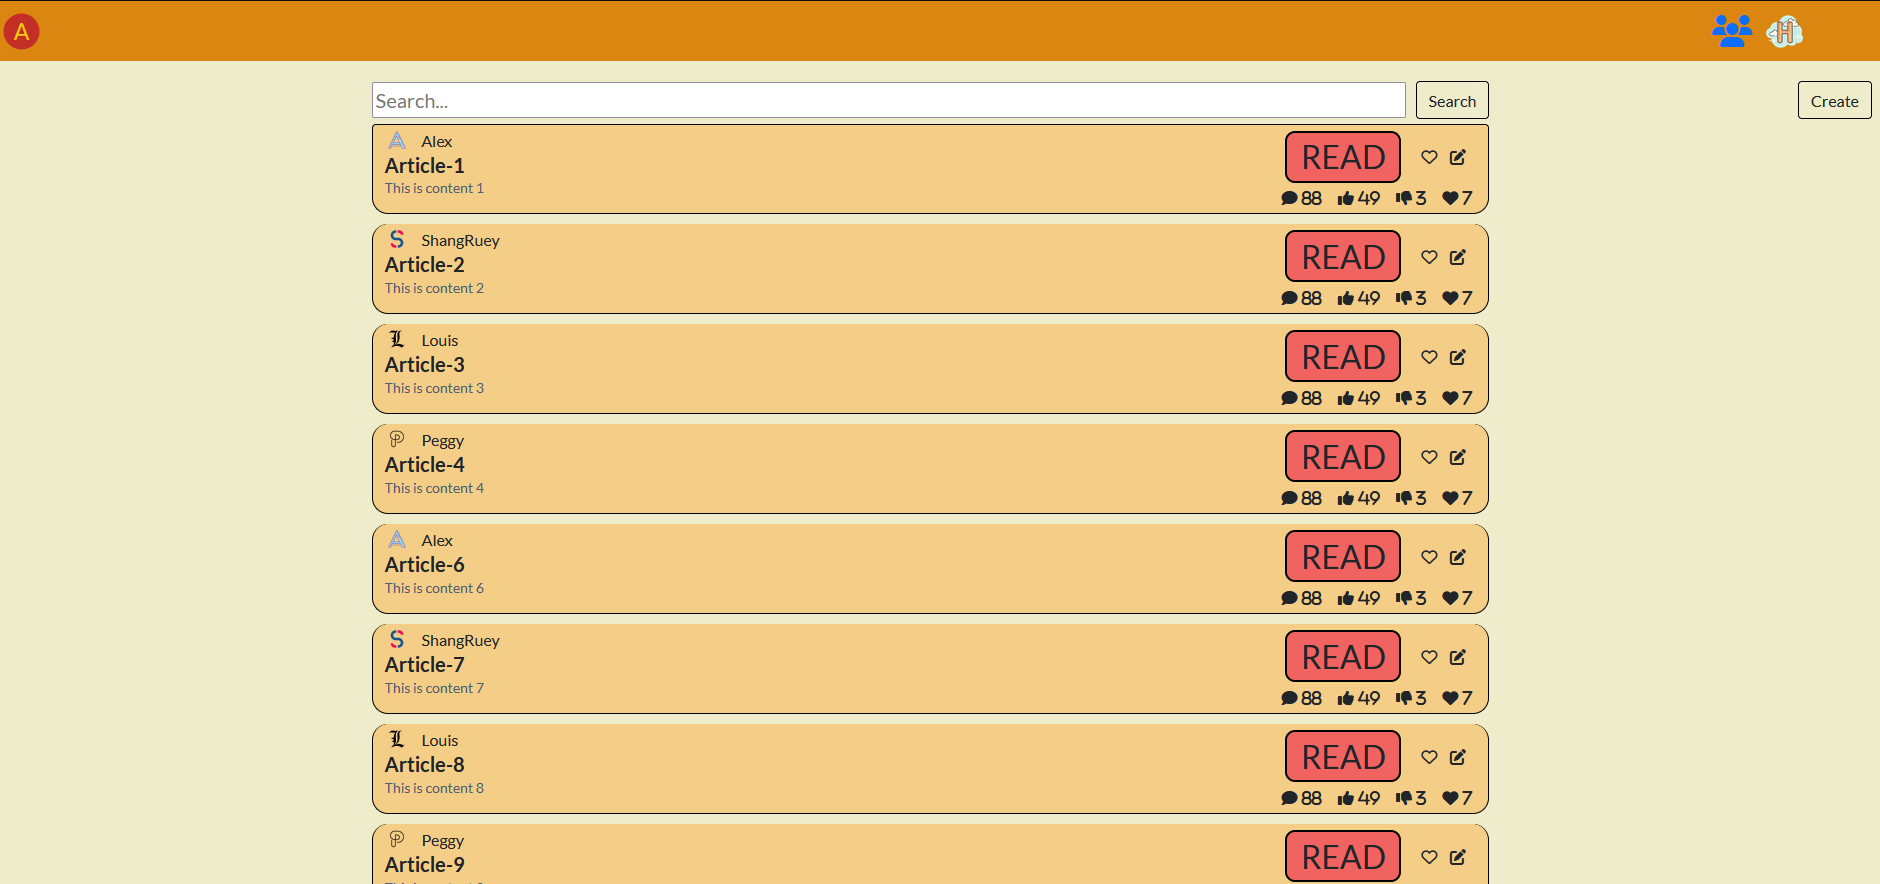 A
H
Search...
Search
Create
A Alex
Article-1
This is content 1
READ
88 49 3 7
S ShangRuey
Article-2
This is content 2
READ
88 49 3 7
L Louis
Article-3
This is content 3
READ
88 49 3 7
P Peggy
Article-4
This is content 4
READ
88 49 3 7
A Alex
Article-6
This is content 6
READ
88 49 3 7
S ShangRuey
Article-7
This is content 7
READ
88 49 3 7
L Louis
Article-8
This is content 8
READ
88 49 3 7
P Peggy
Article-9
READ